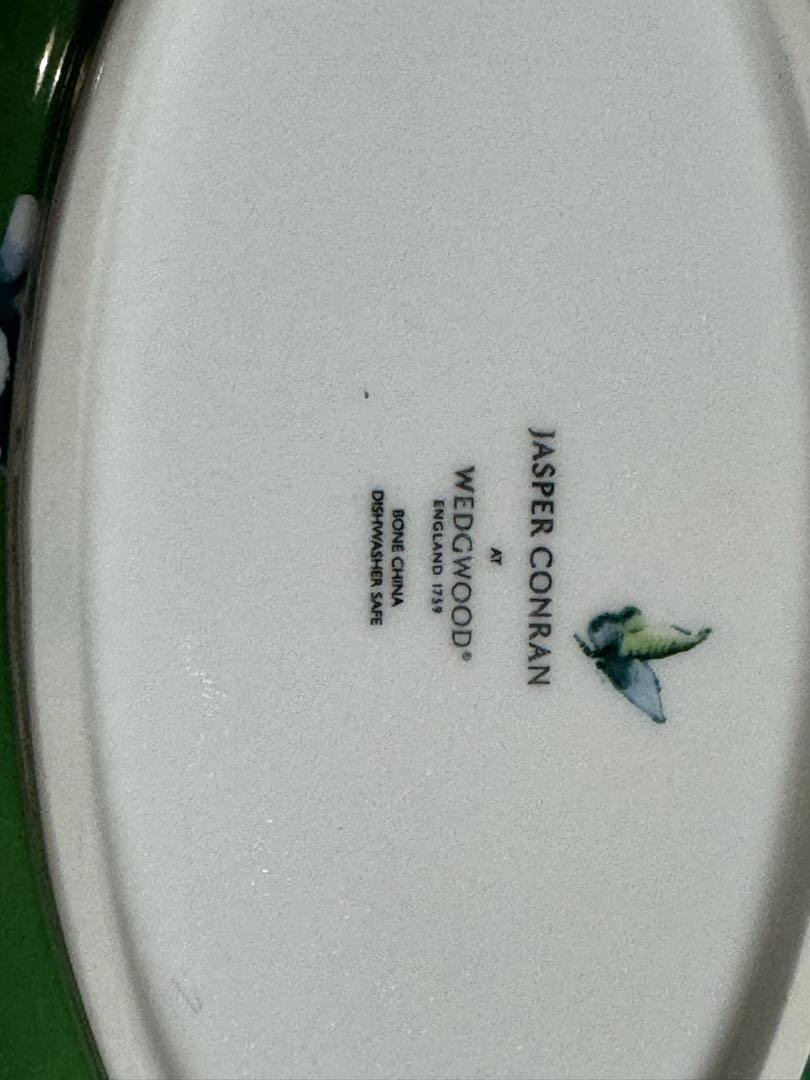 JASPER CONRAN
AT
WEDGWOOD®
ENGLAND 1759
BONE CHINA
DISHWASHER SAFE